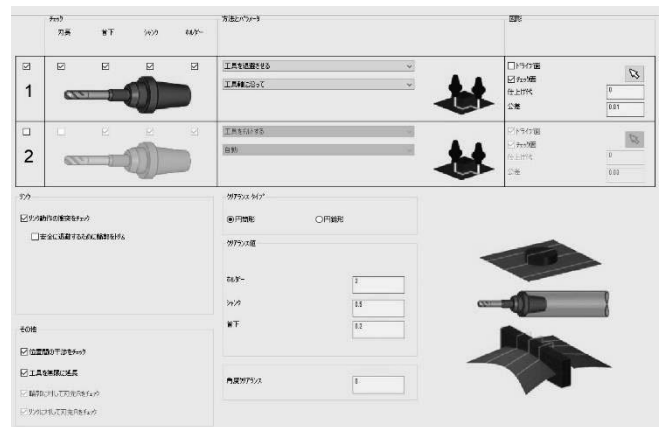 チェック
方法とパラメータ
図形
刃長
首下
シャンク
ホルダー
1
工具を退避させる
工具軸に沿って
ドライブ面
チェック面
仕上げ代
0
公差
0.01
2
工具を傾斜する
自動
ドライブ面
チェック面
仕上げ代
0
公差
0.03
リンク
リンク動作の衝突をチェック
安全に退避するために輪郭をトリム
クリアランス タイプ
円筒形
円錐形
クリアランス値
ホルダー
シャンク
0.5
首下
0.2
角度クリアランス
その他
位置間の干渉をチェック
工具を無限に延長
輪郭に対して刃先Rをチェック
リンクに対して刃先Rをチェック